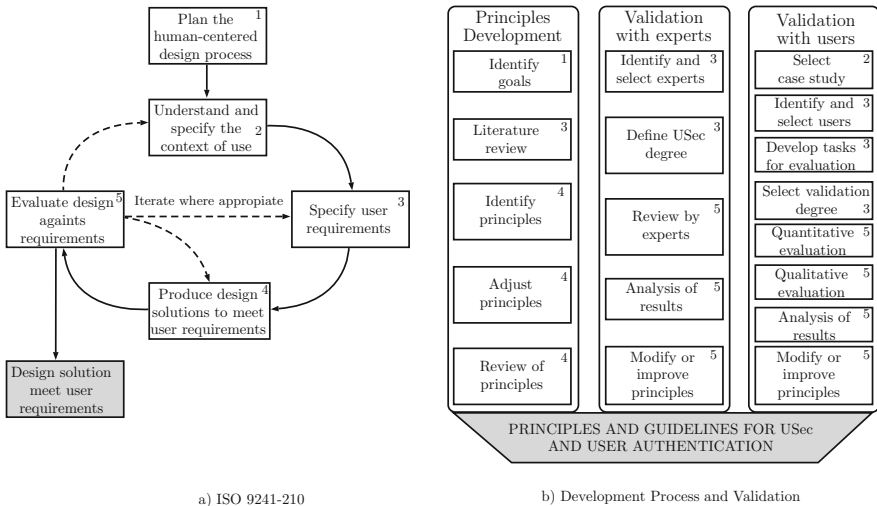 Plan the
human-centered
design process
1
Understand and
specify the
context of use
2
Evaluate design
againts
requirements
5
Iterate where appropiate
Specify user
requirements
3
Produce design
solutions to meet
user requirements
4
Design solution
meet user
requirements
a) ISO 9241-210
Principles
Development
Identify
goals
1
Literature
review
3
Identify
principles
4
Adjust
principles
4
Review of
principles
4
Validation
with experts
Identify and
select experts
3
Define USec
degree
3
Review by
experts
5
Analysis of
results
5
Modify or
improve
principles
5
Validation
with users
Select
case study
2
Identify and
select users
3
Develop tasks
for evaluation
3
Select validation
degree
3
Quantitative
evaluation
5
Qualitative
evaluation
5
Analysis of
results
5
Modify or
improve
principles
5
PRINCIPLES AND GUIDELINES FOR USec
AND USER AUTHENTICATION
b) Development Process and Validation